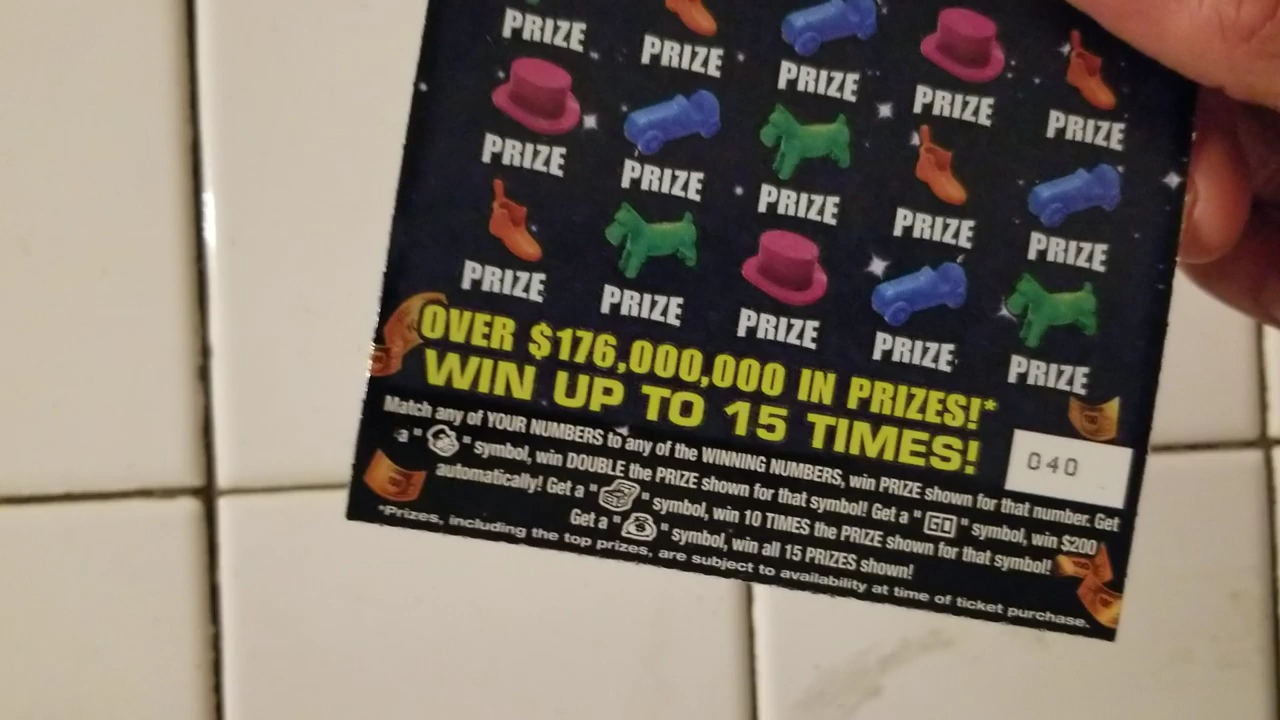 PRIZE PRIZE PRIZE PRIZE PRIZE
PRIZE PRIZE PRIZE PRIZE PRIZE
PRIZE PRIZE PRIZE PRIZE PRIZE
OVER $176,000,000 IN PRIZES!*
WIN UP TO 15 TIMES!
040
Match any of YOUR NUMBERS to any of the WINNING NUMBERS, win PRIZE shown for that number. Get
a " " symbol, win DOUBLE the PRIZE shown for that symbol! Get a " GO " symbol, win $200
automatically! Get a " " symbol, win 10 TIMES the PRIZE shown for that symbol!
Get a " $ " symbol, win all 15 PRIZES shown!
*Prizes, including the top prizes, are subject to availability at time of ticket purchase.